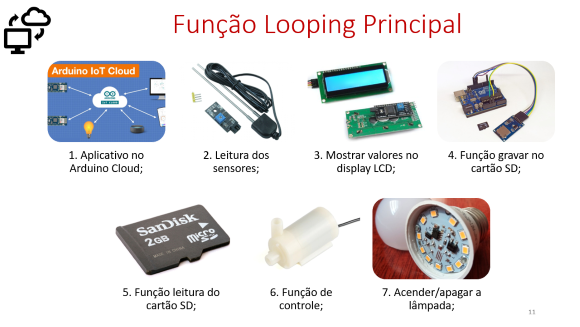 Função Looping Principal
Arduino IoT Cloud
1. Aplicativo no
Arduino Cloud;
2. Leitura dos
sensores;
3. Mostrar valores no
display LCD;
4. Função gravar no
cartão SD;
SanDisk
2GB
micro SD
5. Função leitura do
cartão SD;
6. Função de
controle;
7. Acender/apagar a
lâmpada;
11